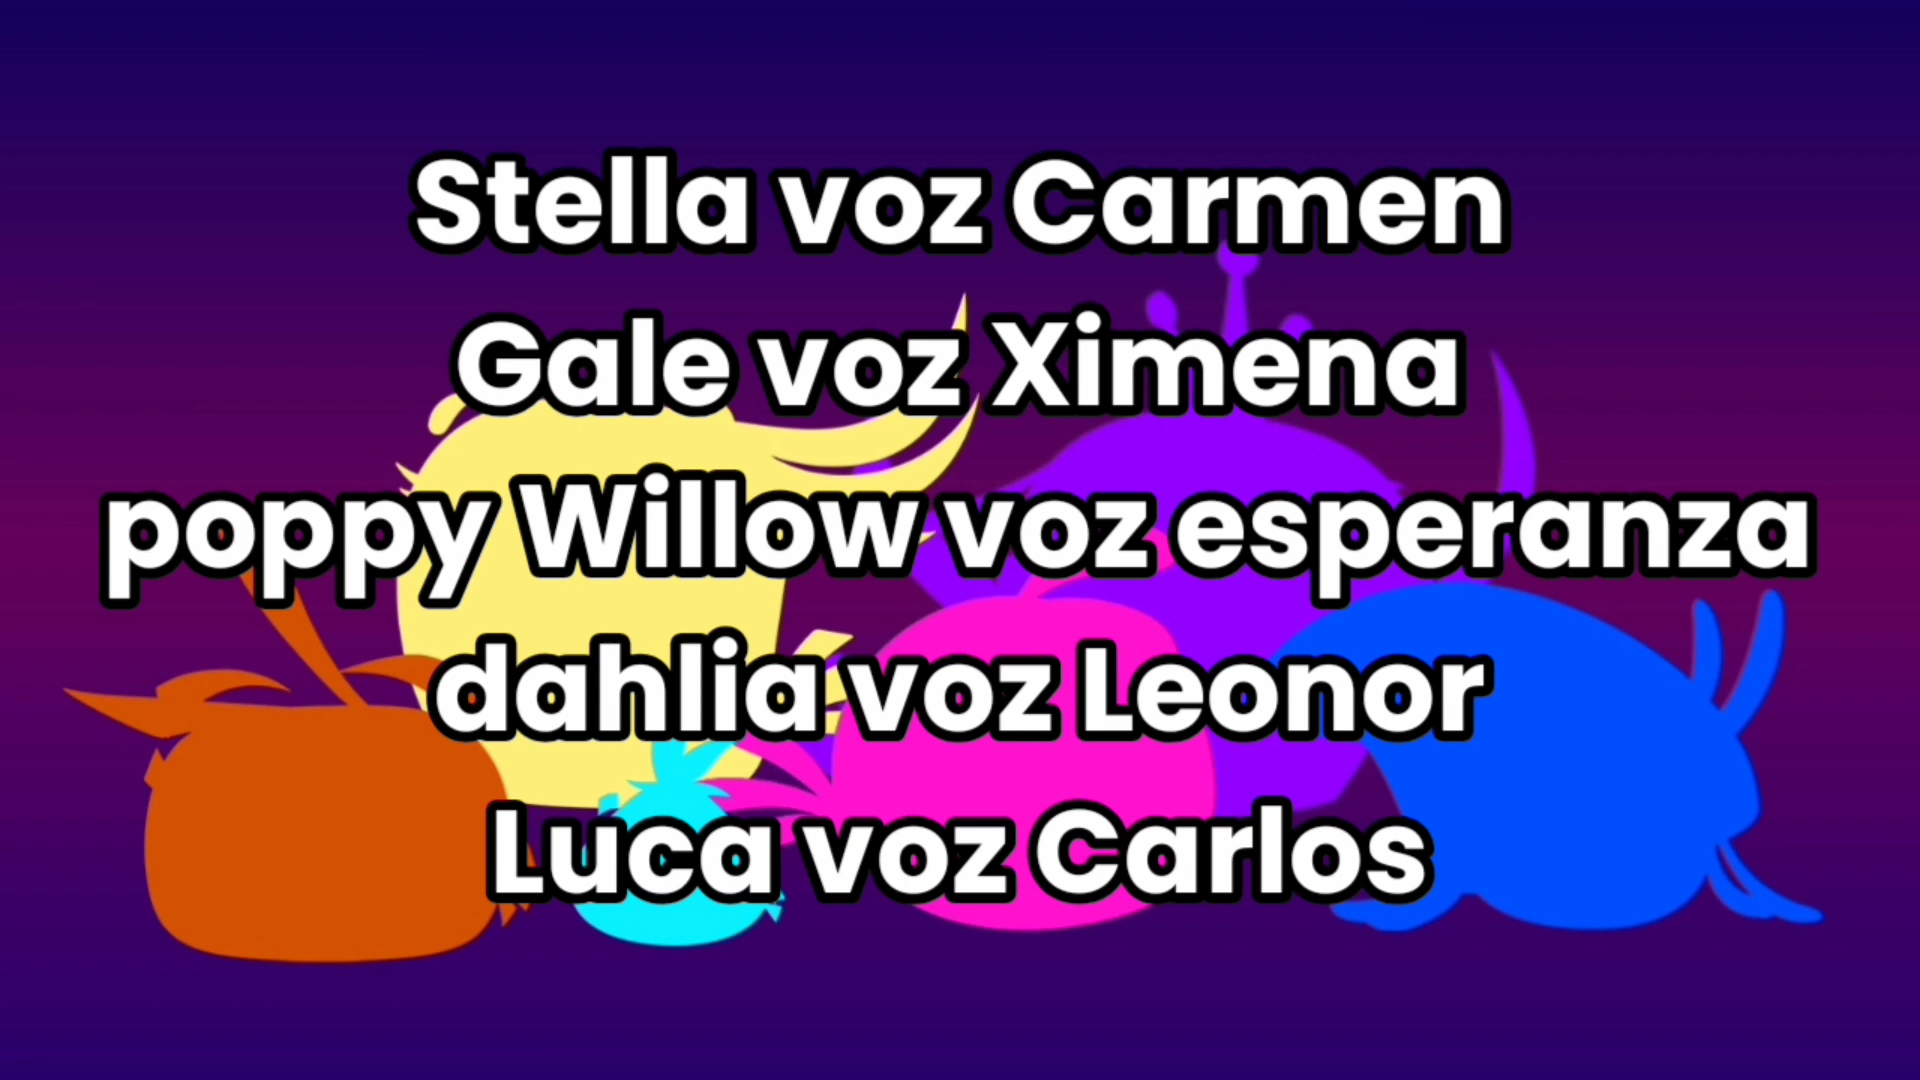 Stella voz Carmen
Gale voz Ximena
poppy Willow voz esperanza
dahlia voz Leonor
Luca voz Carlos